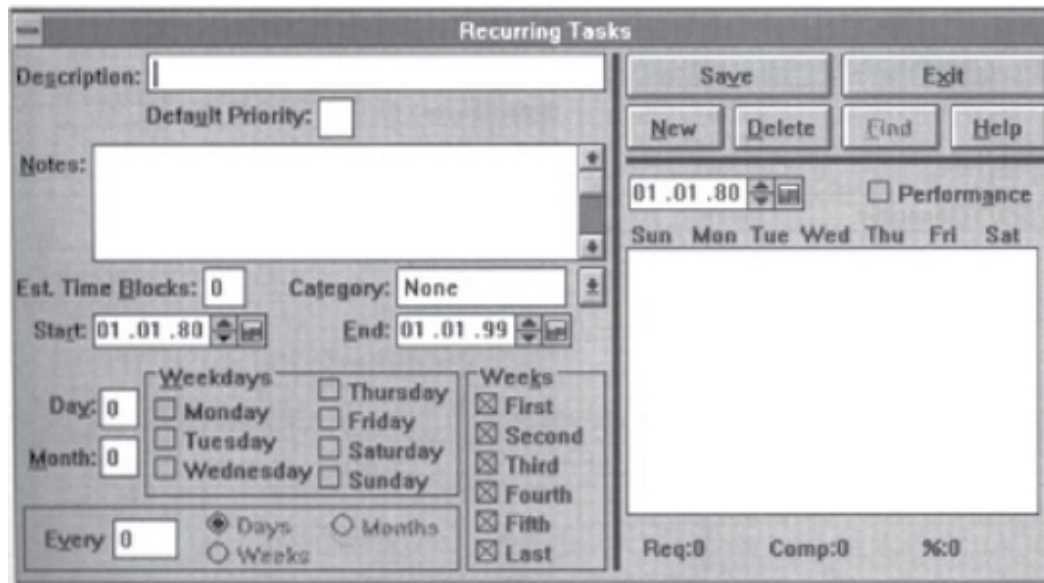 Recurring Tasks
Description:
Default Priority:
Notes:
Est. Time Blocks: 0 Category: None
Start: 01 .01 .80 End: 01 .01 .99
Day: 0
Month: 0
Weekdays
Monday
Tuesday
Wednesday
Thursday
Friday
Saturday
Sunday
Weeks
First
Second
Third
Fourth
Fifth
Last
Every 0 Days Months
Weeks
Save Exit
New Delete Find Help
01 .01 .80 Performance
Sun Mon Tue Wed Thu Fri Sat
Req:0 Comp:0 %:0